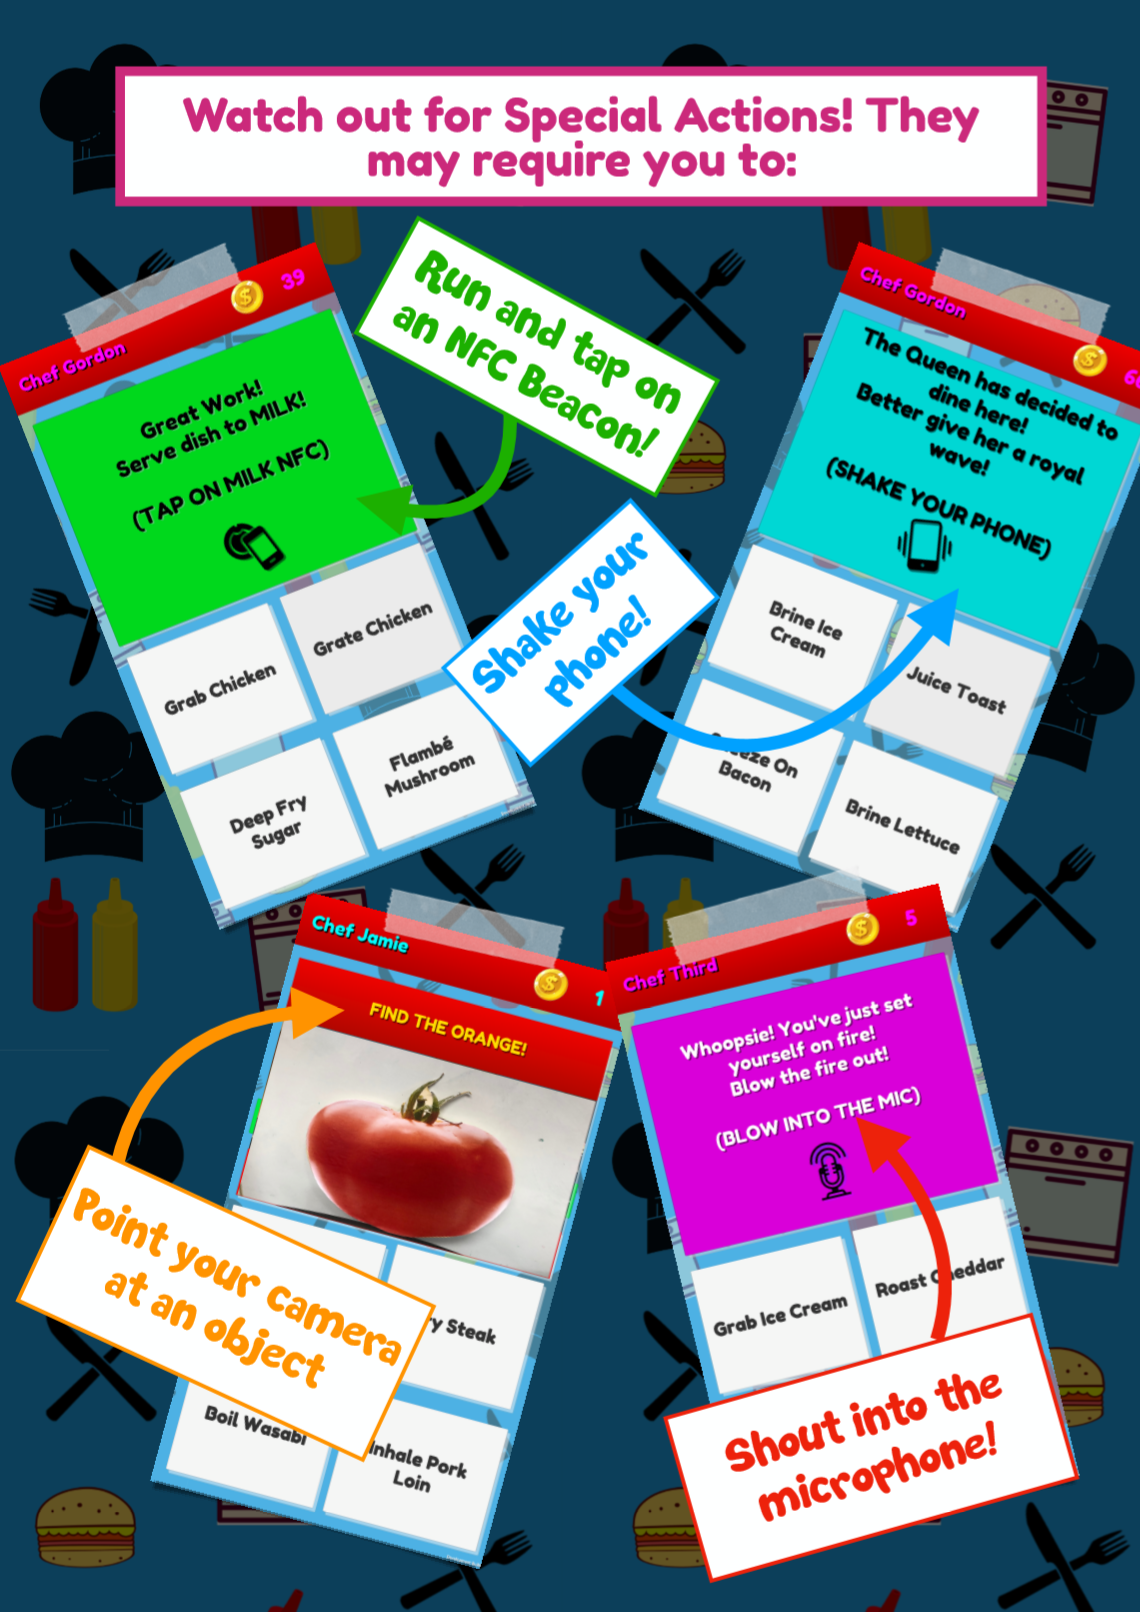 Watch out for Special Actions! They
may require you to:
Run and tap on
an NFC Beacon!
Chef Gordon
39
Great Work!
Serve dish to MILK!
(TAP ON MILK NFC)
Grab Chicken
Grate Chicken
Deep Fry
Sugar
Flambé
Mushroom
Shake your
phone!
Chef Gordon
The Queen has decided to
dine here!
Better give her a royal
wave!
(SHAKE YOUR PHONE)
Brine Ice
Cream
Juice Toast
On
Bacon
Brine Lettuce
Chef Jamie
1
FIND THE ORANGE!
Steak
Boil Wasabi
Inhale Pork
Loin
Point your camera
at an object
Chef Third
5
Whoopsie! You've just set
yourself on fire!
Blow the fire out!
(BLOW INTO THE MIC)
Grab Ice Cream
Roast Cheddar
Shout into the
microphone!